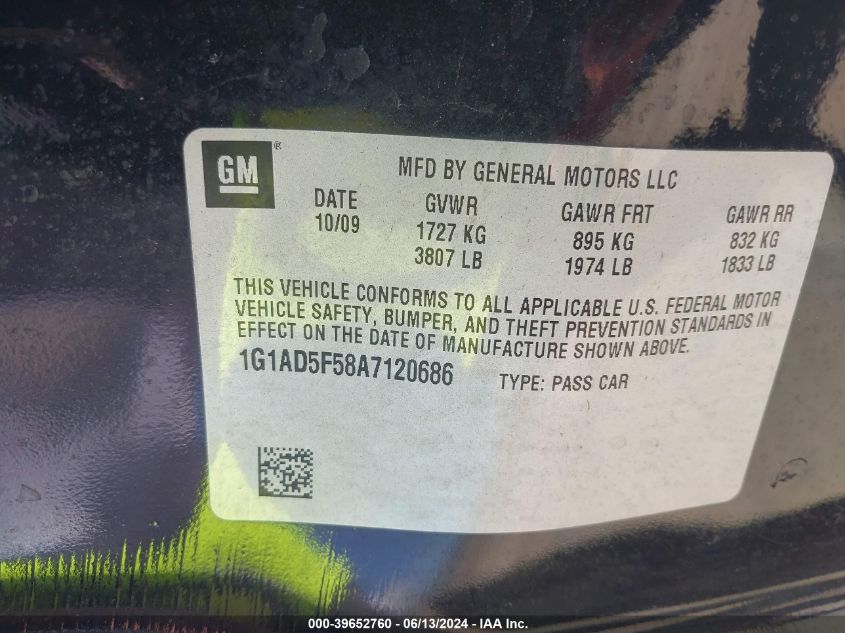 GM ®
MFD BY GENERAL MOTORS LLC
DATE GVWR GAWR FRT GAWR RR
10/09 1727 KG 895 KG 832 KG
3807 LB 1974 LB 1833 LB
THIS VEHICLE CONFORMS TO ALL APPLICABLE U.S. FEDERAL MOTOR
VEHICLE SAFETY, BUMPER, AND THEFT PREVENTION STANDARDS IN
EFFECT ON THE DATE OF MANUFACTURE SHOWN ABOVE.
1G1AD5F58A7120686 TYPE: PASS CAR
000-39652760 - 06/13/2024 - IAA Inc.